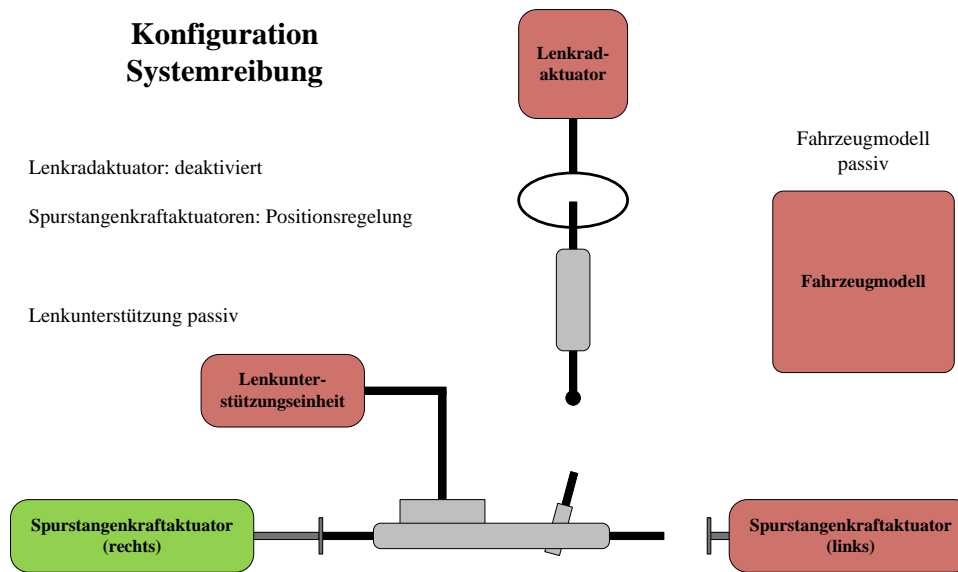 Konfiguration
Systemreibung
Lenkrad-
aktuator
Fahrzeugmodell
passiv
Lenkradaktuator: deaktiviert
Spurstangenkraftaktuatoren: Positionsregelung
Fahrzeugmodell
Lenkunterstützung passiv
Lenkunter-
stützungseinheit
Spurstangenkraftaktuator
(rechts)
Spurstangenkraftaktuator
(links)